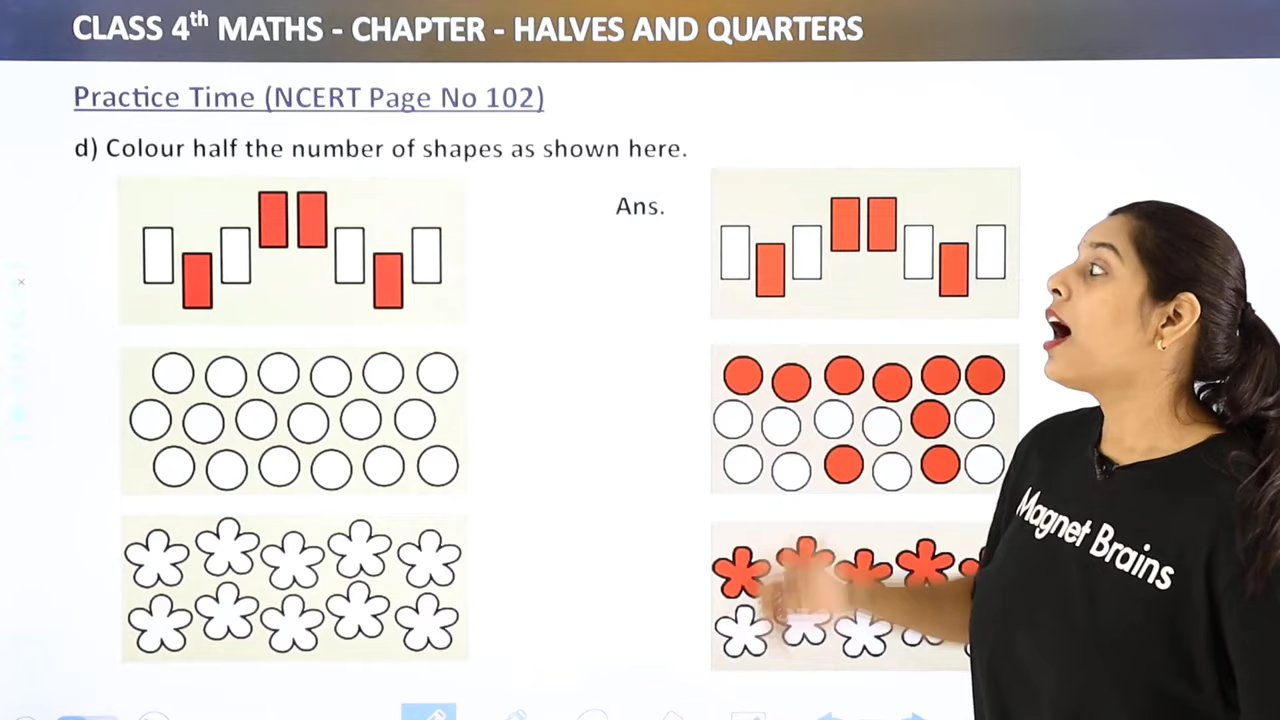 CLASS 4th MATHS - CHAPTER - HALVES AND QUARTERS
Practice Time (NCERT Page No 102)
d) Colour half the number of shapes as shown here.
Ans.
Magnet Brains